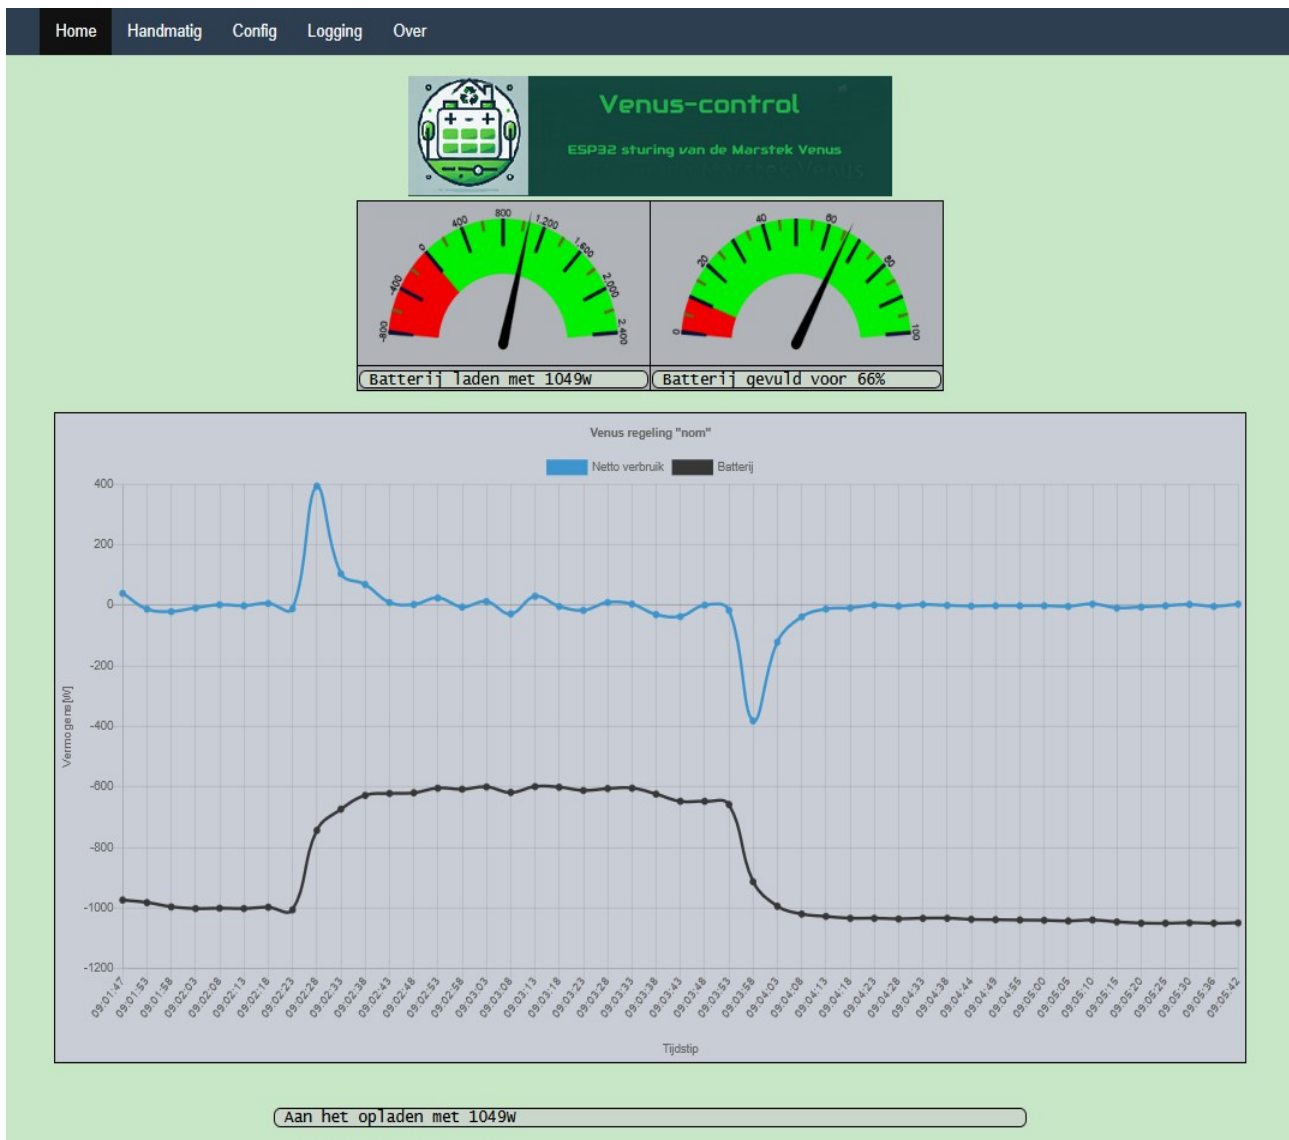 Home Handmatig Config Logging Over
Venus-control
ESP32 sturing van de Marstek Venus
-800 -400 0 400 800 1,200 1,600 2,000 2,400
0 20 40 60 80 100
Batterij laden met 1049W
Batterij gevuld voor 66%
Venus regeling "nom"
Netto verbruik Batterij
400
200
0
-200
-400
-600
-800
-1000
-1200
Vermogens[W]
09:01:47 09:01:53 09:01:58 09:02:03 09:02:08 09:02:13 09:02:18 09:02:23 09:02:28 09:02:33 09:02:38 09:02:43 09:02:48 09:02:53 09:02:58 09:03:03 09:03:08 09:03:13 09:03:18 09:03:23 09:03:28 09:03:33 09:03:38 09:03:43 09:03:48 09:03:53 09:03:58 09:04:03 09:04:08 09:04:13 09:04:18 09:04:23 09:04:28 09:04:33 09:04:38 09:04:44 09:04:49 09:04:55 09:05:00 09:05:05 09:05:10 09:05:15 09:05:20 09:05:25 09:05:30 09:05:36 09:05:42
Tijdstip
Aan het opladen met 1049W